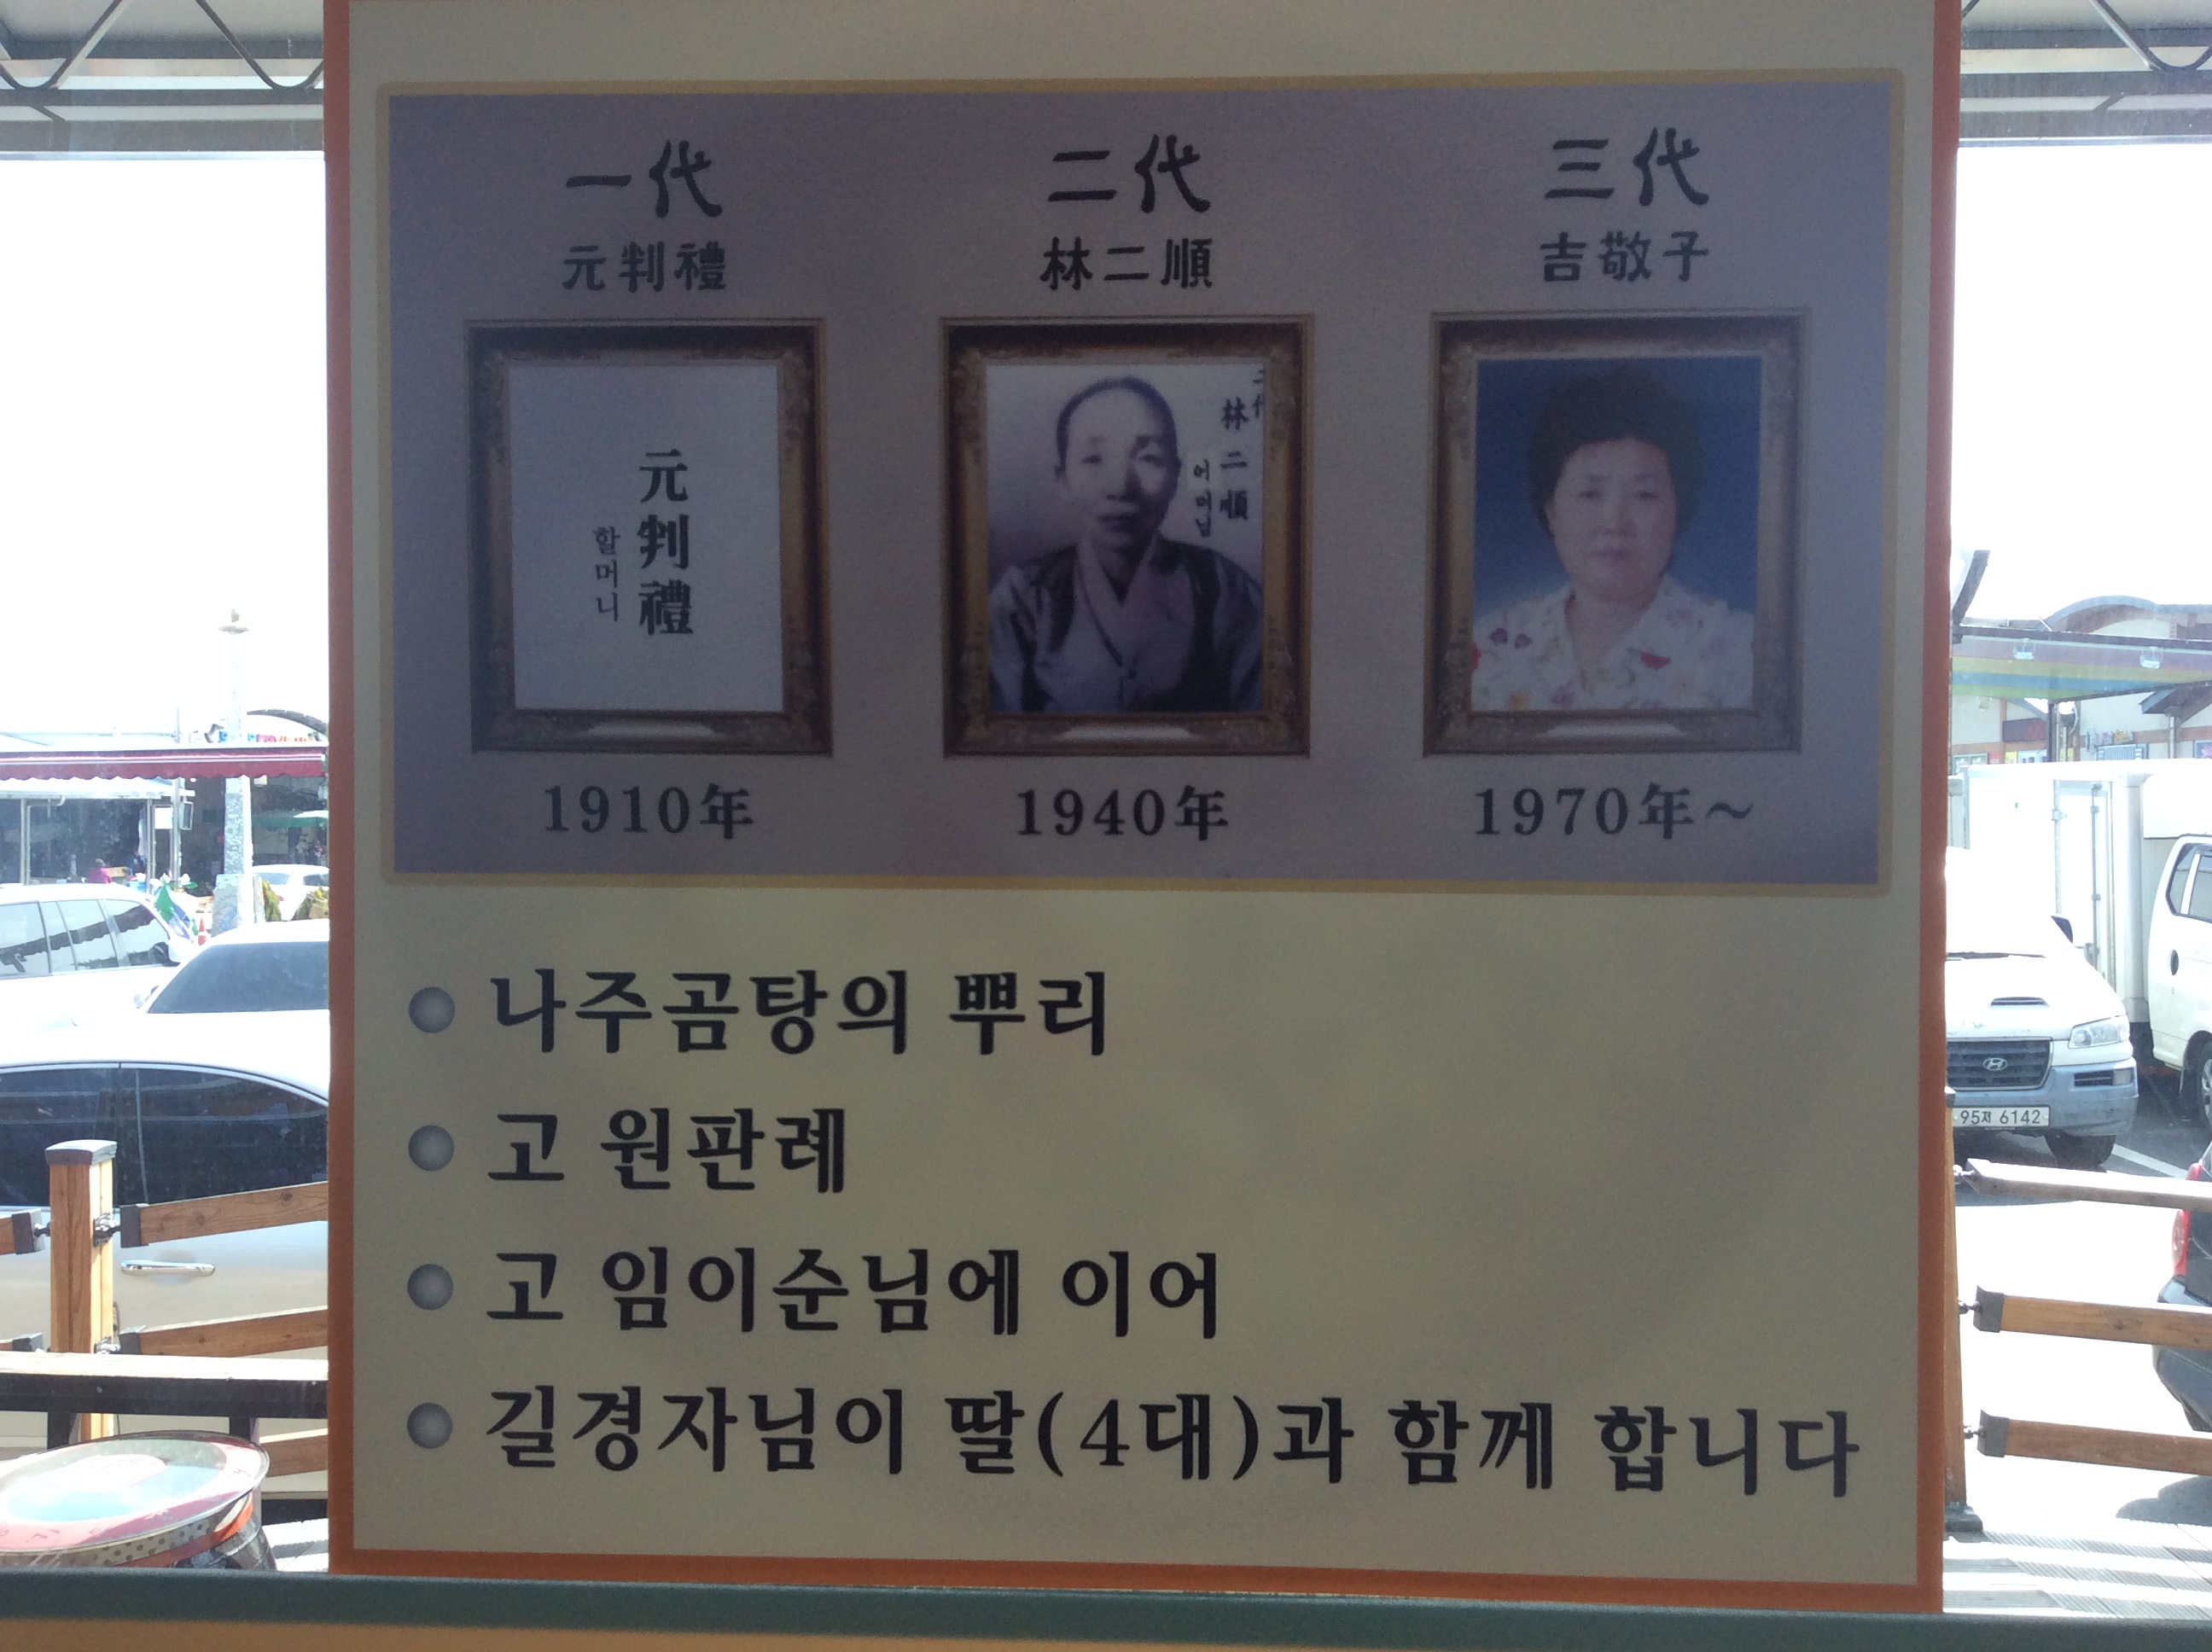 一代
元判禮
元判禮
할머니
1910年
二代
林二順
二代
林二順
어머님
1940年
三代
吉敬子
1970年~
나주곰탕의 뿌리
고 원판례
고 임이순님에 이어
길경자님이 딸(4대)과 함께 합니다
95저 6142